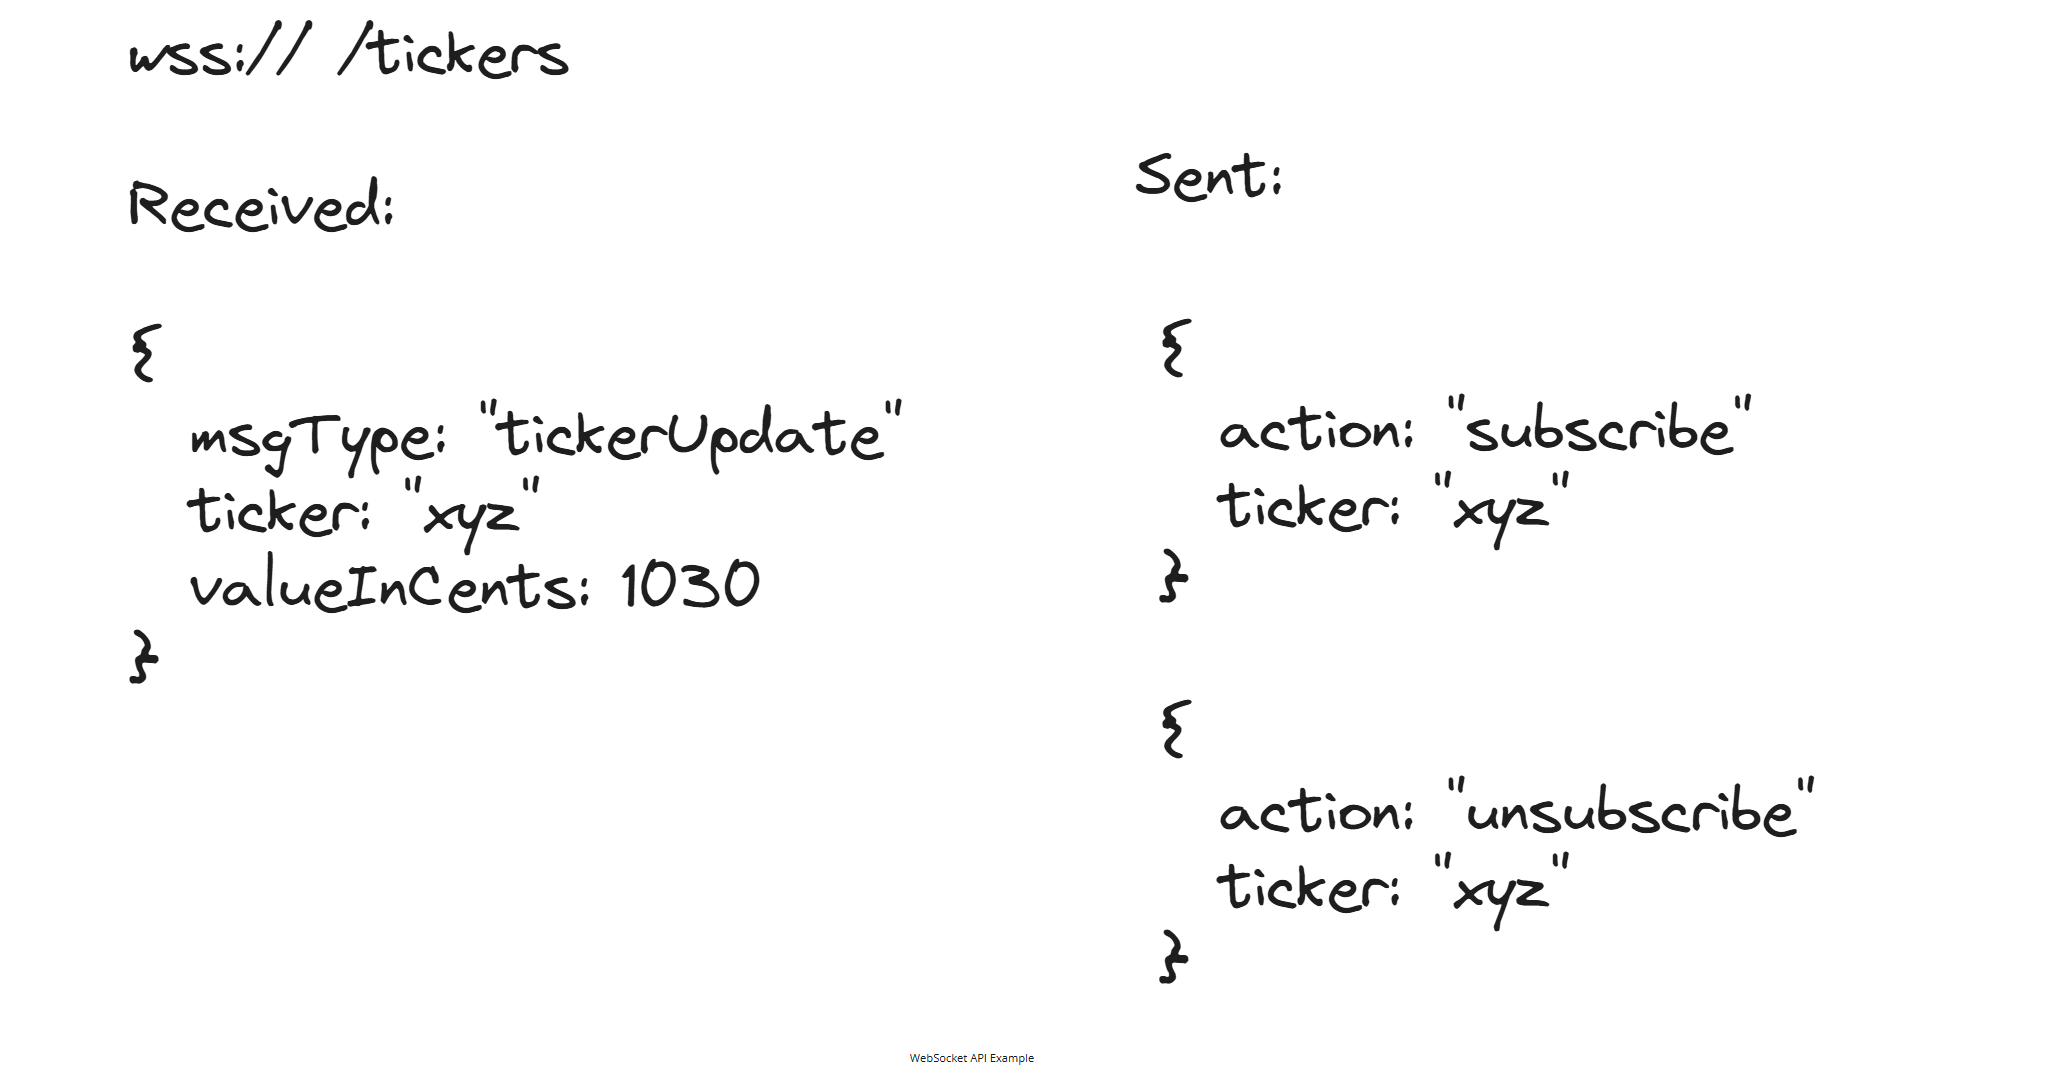 wss:// /tickers
Received:
{
msgType: "tickerUpdate"
ticker: "xyz"
valueInCents: 1030
}
Sent:
{
action: "subscribe"
ticker: "xyz"
}
{
action: "unsubscribe"
ticker: "xyz"
}
WebSocket API Example